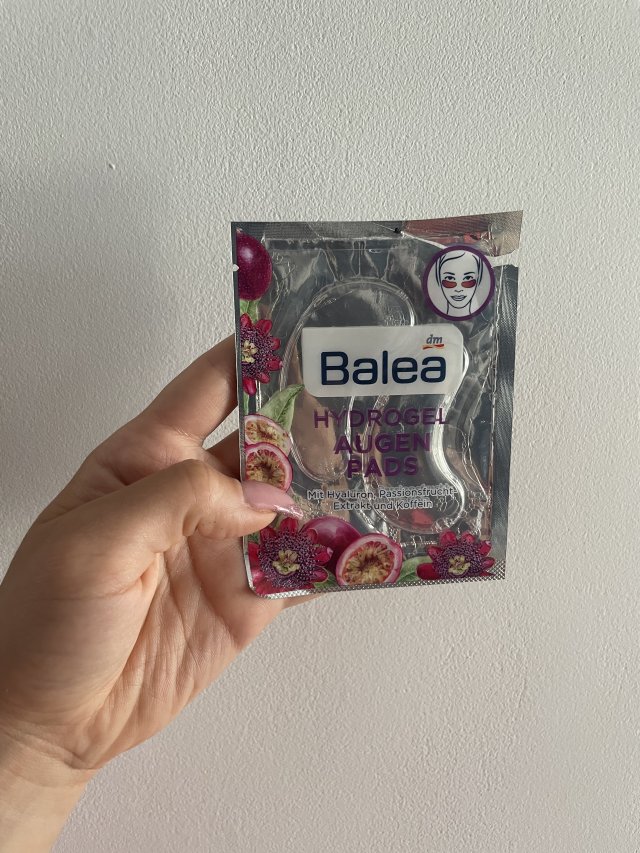 dm
Balea
HYDROGEL
AUGEN
PADS
Mit Hyaluron, Passionsfrucht-
Extrakt und Koffein